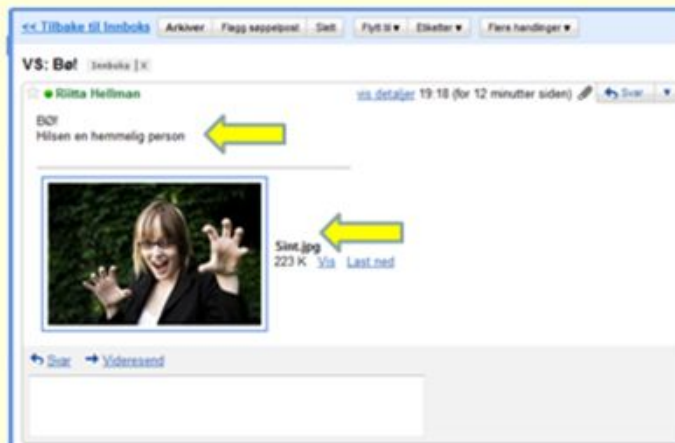 << Tilbake til Innboks Arkiver Flagg søppelpost Slett Flytt til ▾ Etiketter ▾ Flere handlinger ▾
VS: Bø! Innboks | X
Riitta Hellman vis detaljer 19:18 (for 12 minutter siden) Svar ▾
BØ!
Hilsen en hemmelig person
Sint.jpg
223 K Vis Last ned
Svar Videresend